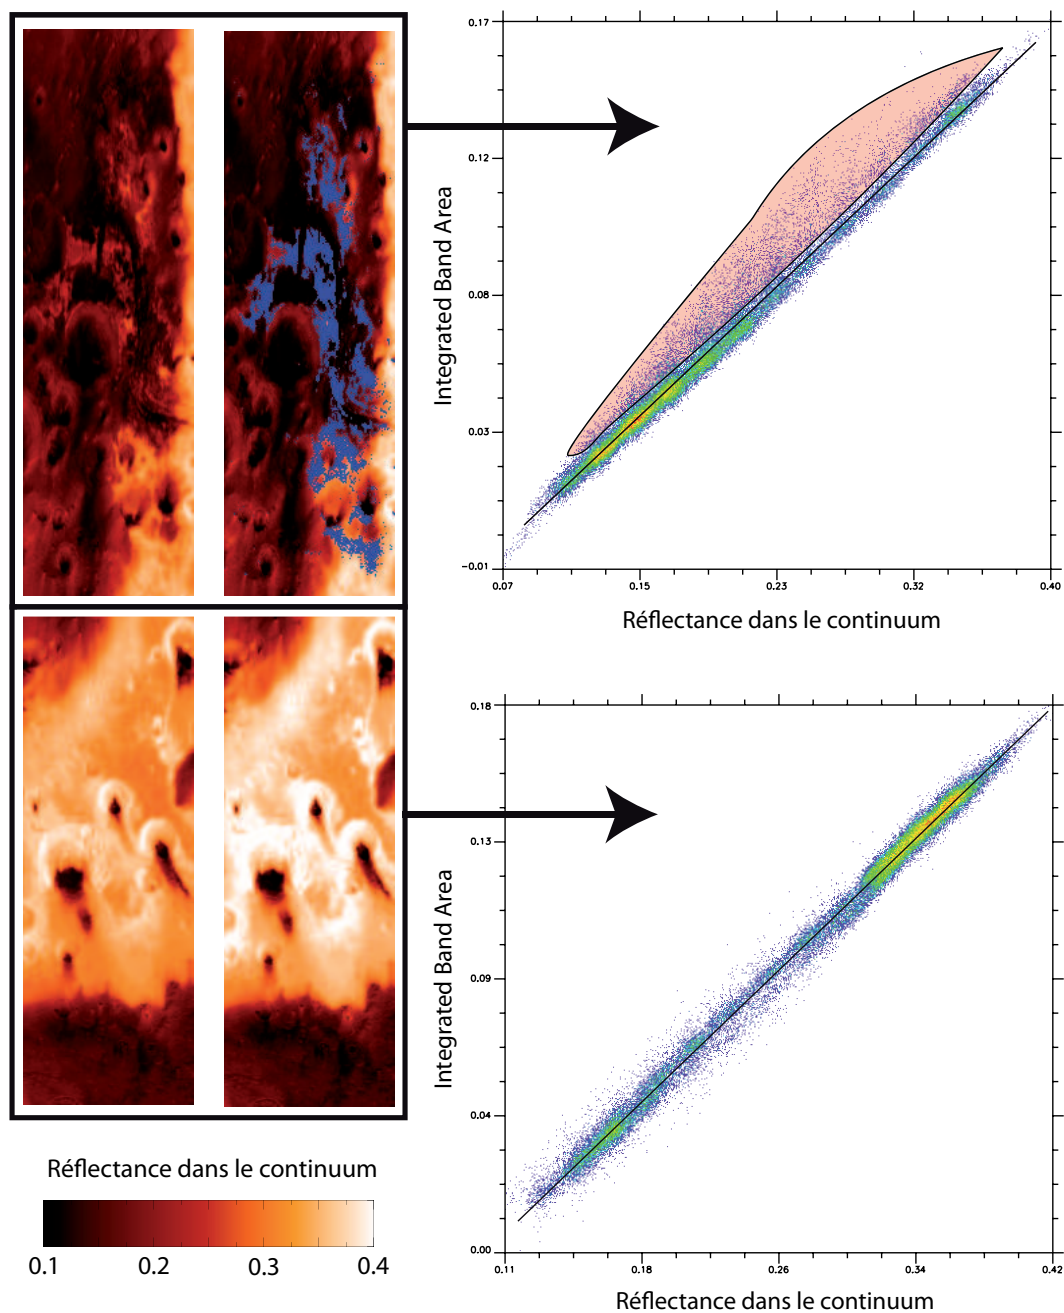 0.17
0.12
0.08
0.03
−0.01
Integrated Band Area
0.07 0.15 0.23 0.32 0.40
Réflectance dans le continuum
0.18
0.13
0.09
0.04
0.00
Integrated Band Area
0.11 0.18 0.26 0.34 0.42
Réflectance dans le continuum
Réflectance dans le continuum
0.1 0.2 0.3 0.4